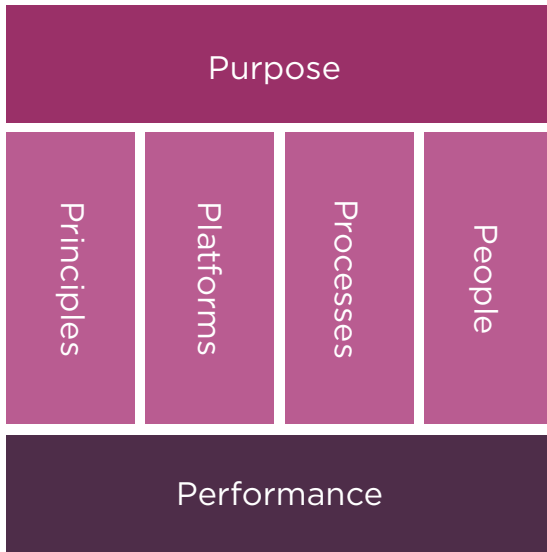 Purpose
Principles
Platforms
Processes
People
Performance